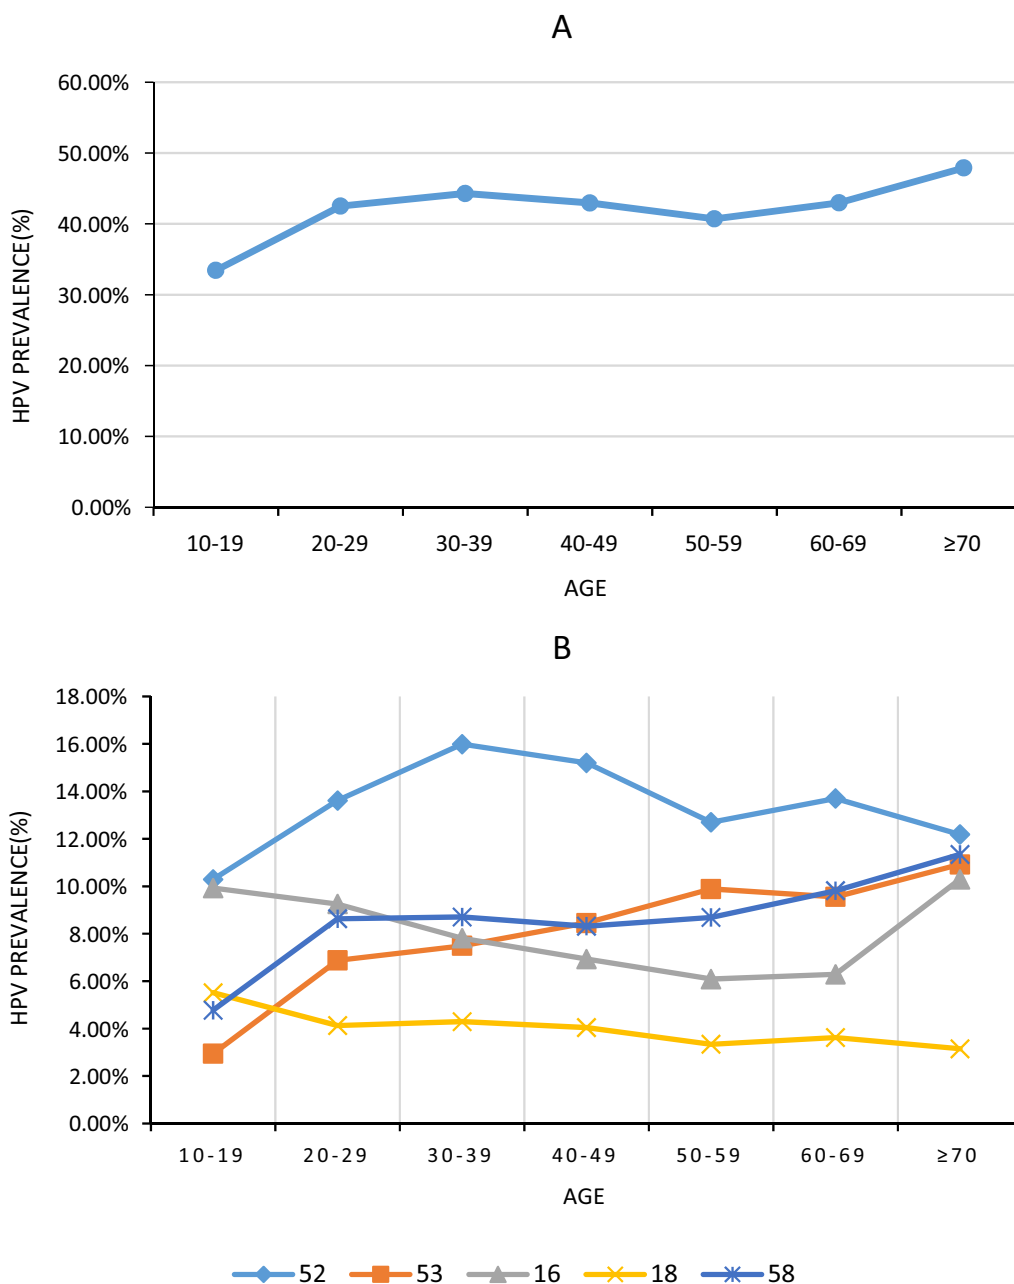 A
60.00%
50.00%
40.00%
30.00%
20.00%
10.00%
0.00%
HPV PREVALENCE(%)
10-19 20-29 30-39 40-49 50-59 60-69 ≥70
AGE
B
18.00%
16.00%
14.00%
12.00%
10.00%
8.00%
6.00%
4.00%
2.00%
0.00%
HPV PREVALENCE(%)
10-19 20-29 30-39 40-49 50-59 60-69 ≥70
AGE
52 53 16 18 58